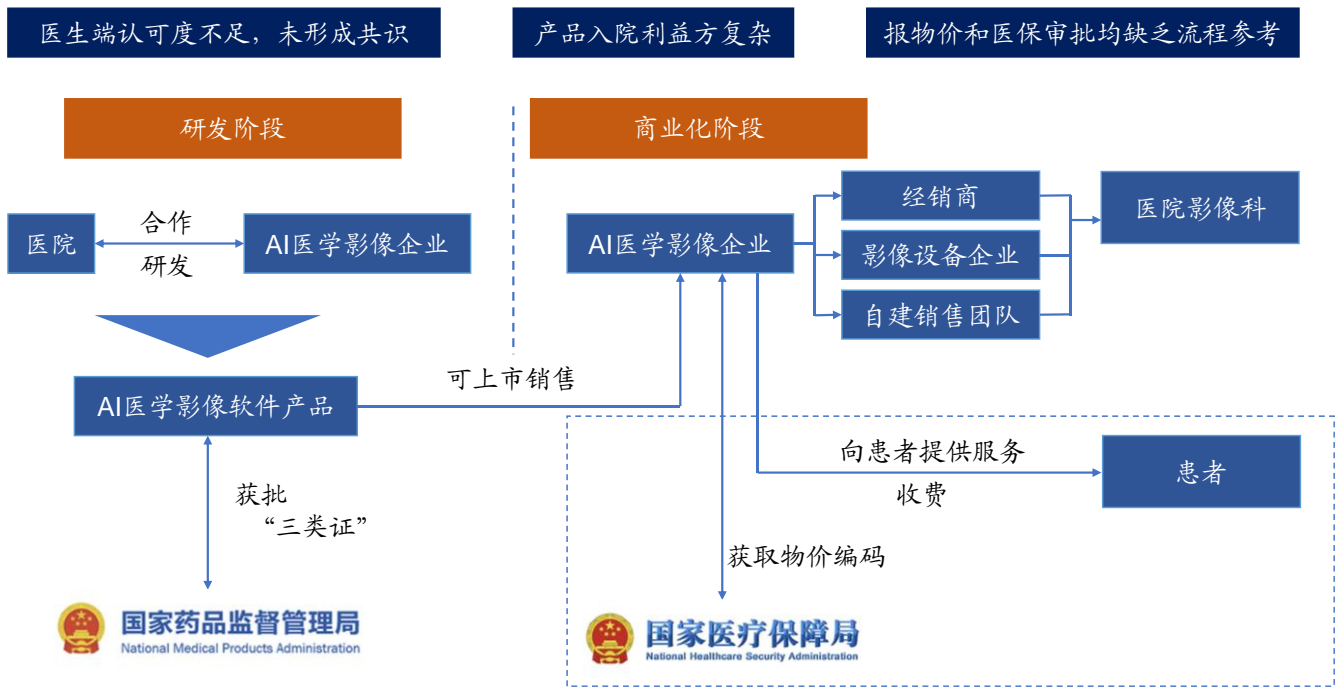 医生端认可度不足，未形成共识
产品入院利益方复杂
报物价和医保审批均缺乏流程参考
研发阶段
商业化阶段
医院
合作
研发
AI医学影像企业
AI医学影像企业
经销商
影像设备企业
自建销售团队
医院影像科
AI医学影像软件产品
可上市销售
向患者提供服务
收费
患者
获批
“三类证”
获取物价编码
国家药品监督管理局
National Medical Products Administration
国家医疗保障局
National Healthcare Security Administration